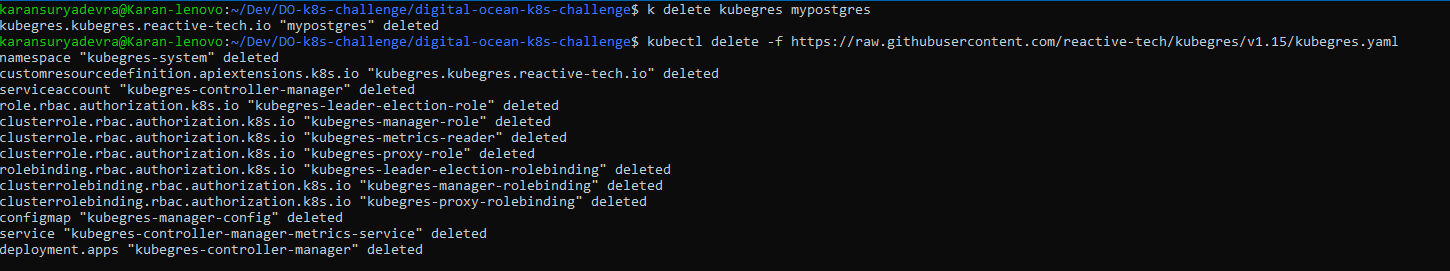 karansuryadevra@Karan-lenovo:~/Dev/DO-k8s-challenge/digital-ocean-k8s-challenge$ k delete kubegres mypostgres
kubegres.kubegres.reactive-tech.io "mypostgres" deleted
karansuryadevra@Karan-lenovo:~/Dev/DO-k8s-challenge/digital-ocean-k8s-challenge$ kubectl delete -f https://raw.githubusercontent.com/reactive-tech/kubegres/v1.15/kubegres.yaml
namespace "kubegres-system" deleted
customresourcedefinition.apiextensions.k8s.io "kubegres.kubegres.reactive-tech.io" deleted
serviceaccount "kubegres-controller-manager" deleted
role.rbac.authorization.k8s.io "kubegres-leader-election-role" deleted
clusterrole.rbac.authorization.k8s.io "kubegres-manager-role" deleted
clusterrole.rbac.authorization.k8s.io "kubegres-metrics-reader" deleted
clusterrole.rbac.authorization.k8s.io "kubegres-proxy-role" deleted
rolebinding.rbac.authorization.k8s.io "kubegres-leader-election-rolebinding" deleted
clusterrolebinding.rbac.authorization.k8s.io "kubegres-manager-rolebinding" deleted
clusterrolebinding.rbac.authorization.k8s.io "kubegres-proxy-rolebinding" deleted
configmap "kubegres-manager-config" deleted
service "kubegres-controller-manager-metrics-service" deleted
deployment.apps "kubegres-controller-manager" deleted